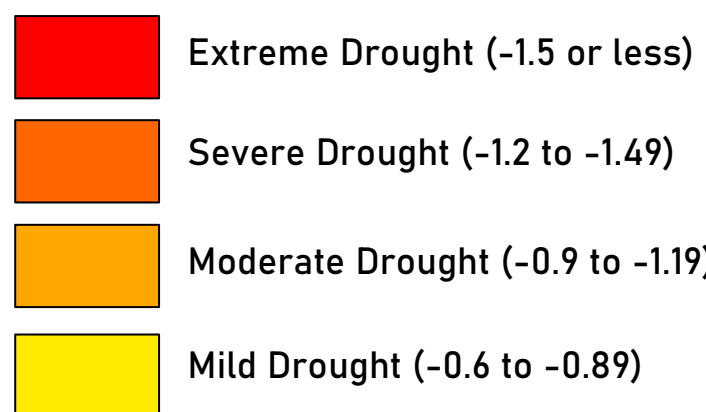 Extreme Drought (-1.5 or less)
Severe Drought (-1.2 to -1.49)
Moderate Drought (-0.9 to -1.19)
Mild Drought (-0.6 to -0.89)